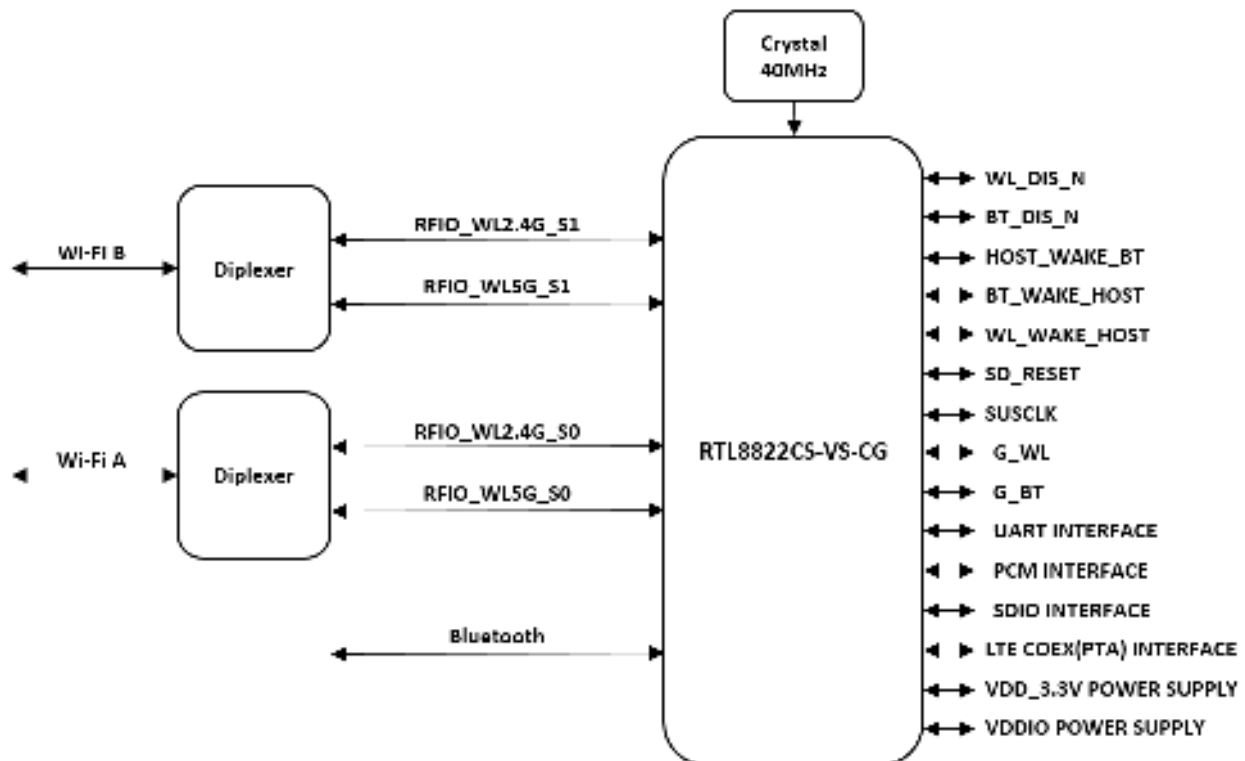 Crystal
40MHz
WI-FI B
Diplexer
RFIO_WL2.4G_S1
RFIO_WL5G_S1
Wi-Fi A
Diplexer
RFIO_WL2.4G_S0
RFIO_WL5G_S0
Bluetooth
RTL8822CS-VS-CG
WL_DIS_N
BT_DIS_N
HOST_WAKE_BT
BT_WAKE_HOST
WL_WAKE_HOST
SD_RESET
SUSCLK
G_WL
G_BT
UART INTERFACE
PCM INTERFACE
SDIO INTERFACE
LTE COEX(PTA) INTERFACE
VDD_3.3V POWER SUPPLY
VDDIO POWER SUPPLY